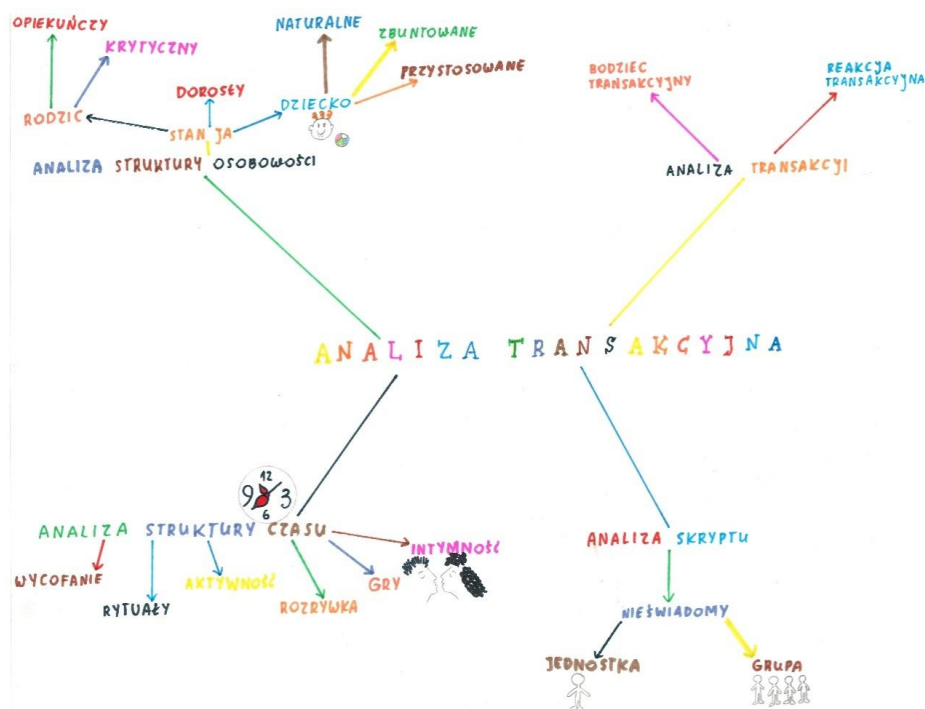 OPIEKUŃCZY
KRYTYCZNY
NATURALNE
ZBUNTOWANE
PRZYSTOSOWANE
DOROSŁY
DZIECKO
RODZIC
STAN JA
ANALIZA STRUKTURY OSOBOWOŚCI
BODZIEC
TRANSAKCYJNY
REAKCJA
TRANSAKCYJNA
ANALIZA TRANSAKCYI
ANALIZA TRANSAKCYJNA
12
9 3
6
ANALIZA STRUKTURY CZASU
WYCOFANIE
RYTUAŁY
AKTYWNOŚĆ
ROZRYWKA
GRY
INTYMNOŚĆ
ANALIZA SKRYPTU
NIEŚWIADOMY
JEDNOSTKA
GRUPA